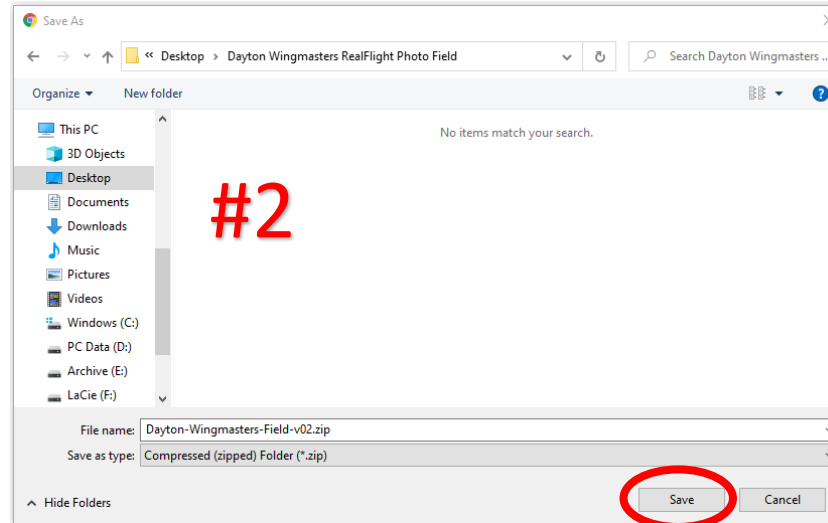 Save As
« Desktop › Dayton Wingmasters RealFlight Photo Field
Search Dayton Wingmasters ...
Organize
New folder
?
This PC
No items match your search.
3D Objects
Desktop
#2
Documents
Downloads
Music
Pictures
Videos
Windows (C:)
PC Data (D:)
Archive (E:)
LaCie (F:)
File name: Dayton-Wingmasters-Field-v02.zip
Save as type: Compressed (zipped) Folder (*.zip)
Hide Folders
Save
Cancel